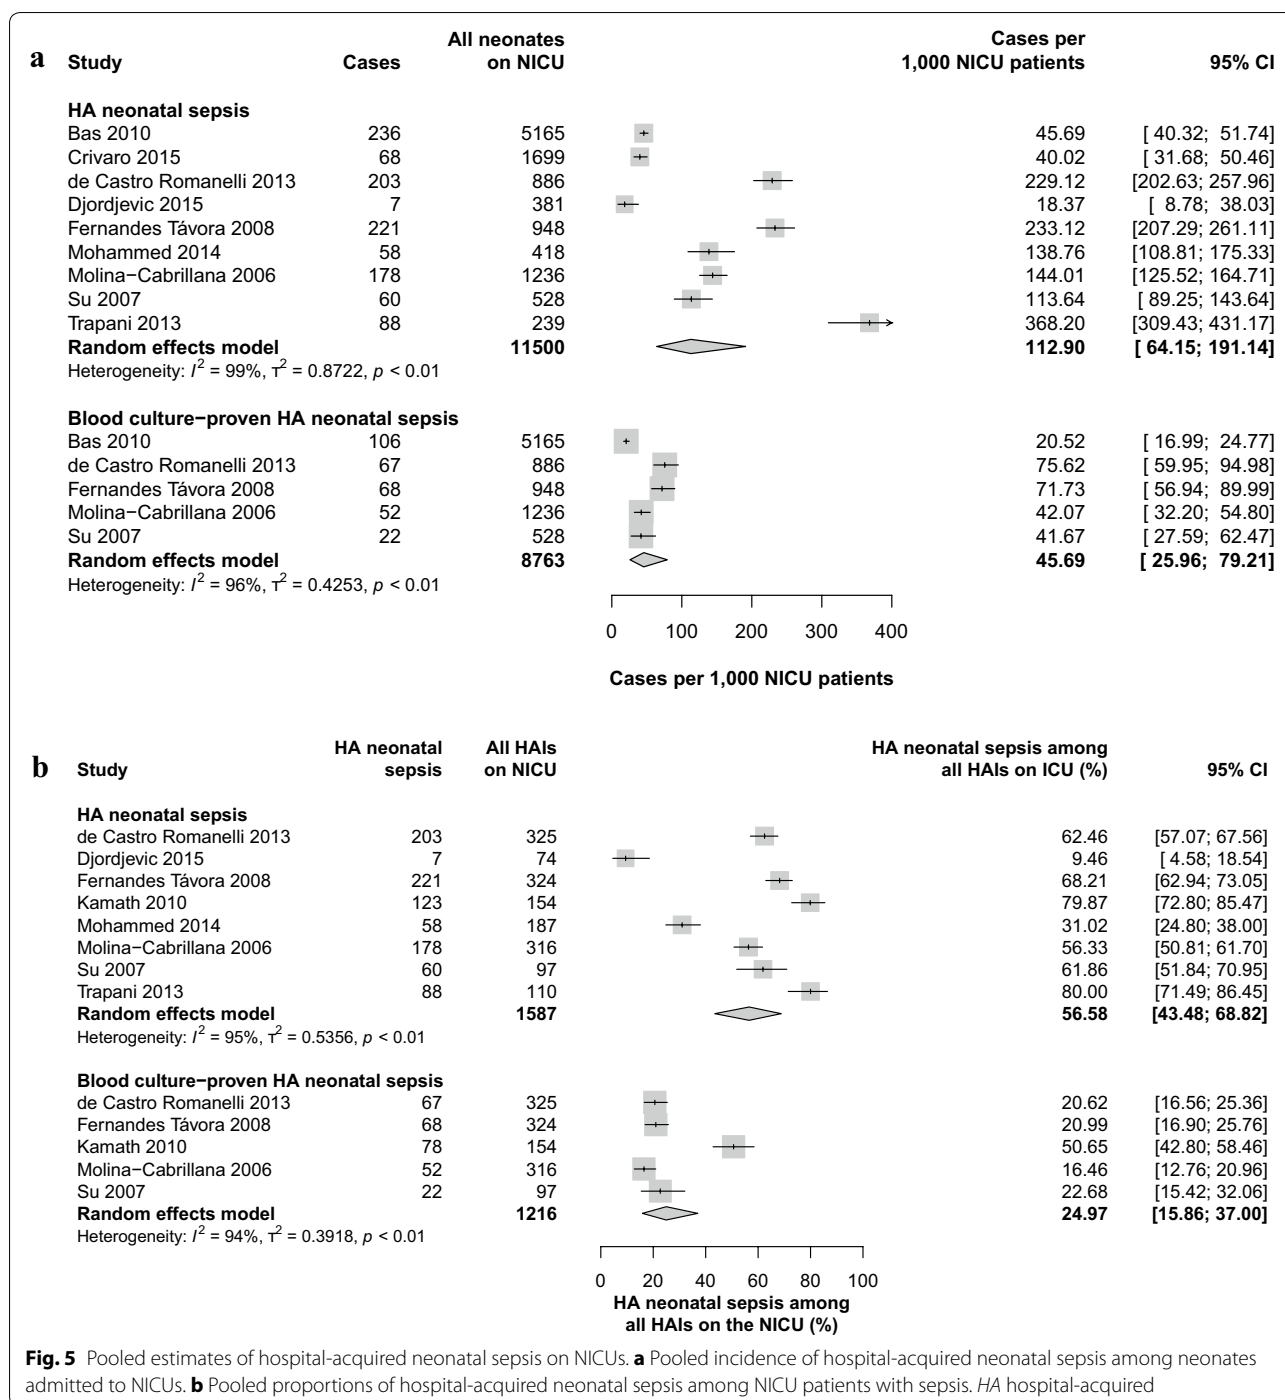 a Study Cases All neonates on NICU Cases per 1,000 NICU patients 95% CI
HA neonatal sepsis
Bas 2010 236 5165 45.69 [ 40.32; 51.74]
Crivaro 2015 68 1699 40.02 [ 31.68; 50.46]
de Castro Romanelli 2013 203 886 229.12 [202.63; 257.96]
Djordjevic 2015 7 381 18.37 [ 8.78; 38.03]
Fernandes Távora 2008 221 948 233.12 [207.29; 261.11]
Mohammed 2014 58 418 138.76 [108.81; 175.33]
Molina−Cabrillana 2006 178 1236 144.01 [125.52; 164.71]
Su 2007 60 528 113.64 [ 89.25; 143.64]
Trapani 2013 88 239 368.20 [309.43; 431.17]
Random effects model 11500 112.90 [ 64.15; 191.14]
Heterogeneity: I² = 99%, τ² = 0.8722, p < 0.01
Blood culture−proven HA neonatal sepsis
Bas 2010 106 5165 20.52 [ 16.99; 24.77]
de Castro Romanelli 2013 67 886 75.62 [ 59.95; 94.98]
Fernandes Távora 2008 68 948 71.73 [ 56.94; 89.99]
Molina−Cabrillana 2006 52 1236 42.07 [ 32.20; 54.80]
Su 2007 22 528 41.67 [ 27.59; 62.47]
Random effects model 8763 45.69 [ 25.96; 79.21]
Heterogeneity: I² = 96%, τ² = 0.4253, p < 0.01
0 100 200 300 400
Cases per 1,000 NICU patients
b Study HA neonatal sepsis All HAIs on NICU HA neonatal sepsis among all HAIs on ICU (%) 95% CI
HA neonatal sepsis
de Castro Romanelli 2013 203 325 62.46 [57.07; 67.56]
Djordjevic 2015 7 74 9.46 [ 4.58; 18.54]
Fernandes Távora 2008 221 324 68.21 [62.94; 73.05]
Kamath 2010 123 154 79.87 [72.80; 85.47]
Mohammed 2014 58 187 31.02 [24.80; 38.00]
Molina−Cabrillana 2006 178 316 56.33 [50.81; 61.70]
Su 2007 60 97 61.86 [51.84; 70.95]
Trapani 2013 88 110 80.00 [71.49; 86.45]
Random effects model 1587 56.58 [43.48; 68.82]
Heterogeneity: I² = 95%, τ² = 0.5356, p < 0.01
Blood culture−proven HA neonatal sepsis
de Castro Romanelli 2013 67 325 20.62 [16.56; 25.36]
Fernandes Távora 2008 68 324 20.99 [16.90; 25.76]
Kamath 2010 78 154 50.65 [42.80; 58.46]
Molina−Cabrillana 2006 52 316 16.46 [12.76; 20.96]
Su 2007 22 97 22.68 [15.42; 32.06]
Random effects model 1216 24.97 [15.86; 37.00]
Heterogeneity: I² = 94%, τ² = 0.3918, p < 0.01
0 20 40 60 80 100
HA neonatal sepsis among
all HAIs on the NICU (%)
Fig. 5 Pooled estimates of hospital-acquired neonatal sepsis on NICUs. a Pooled incidence of hospital-acquired neonatal sepsis among neonates
admitted to NICUs. b Pooled proportions of hospital-acquired neonatal sepsis among NICU patients with sepsis. HA hospital-acquired